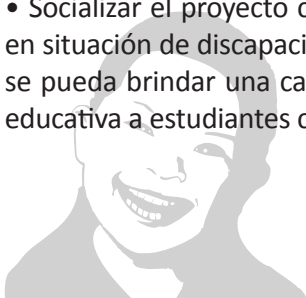 • Socializar el proyecto
en situación de discapaci
se pueda brindar una ca
educativa a estudiantes